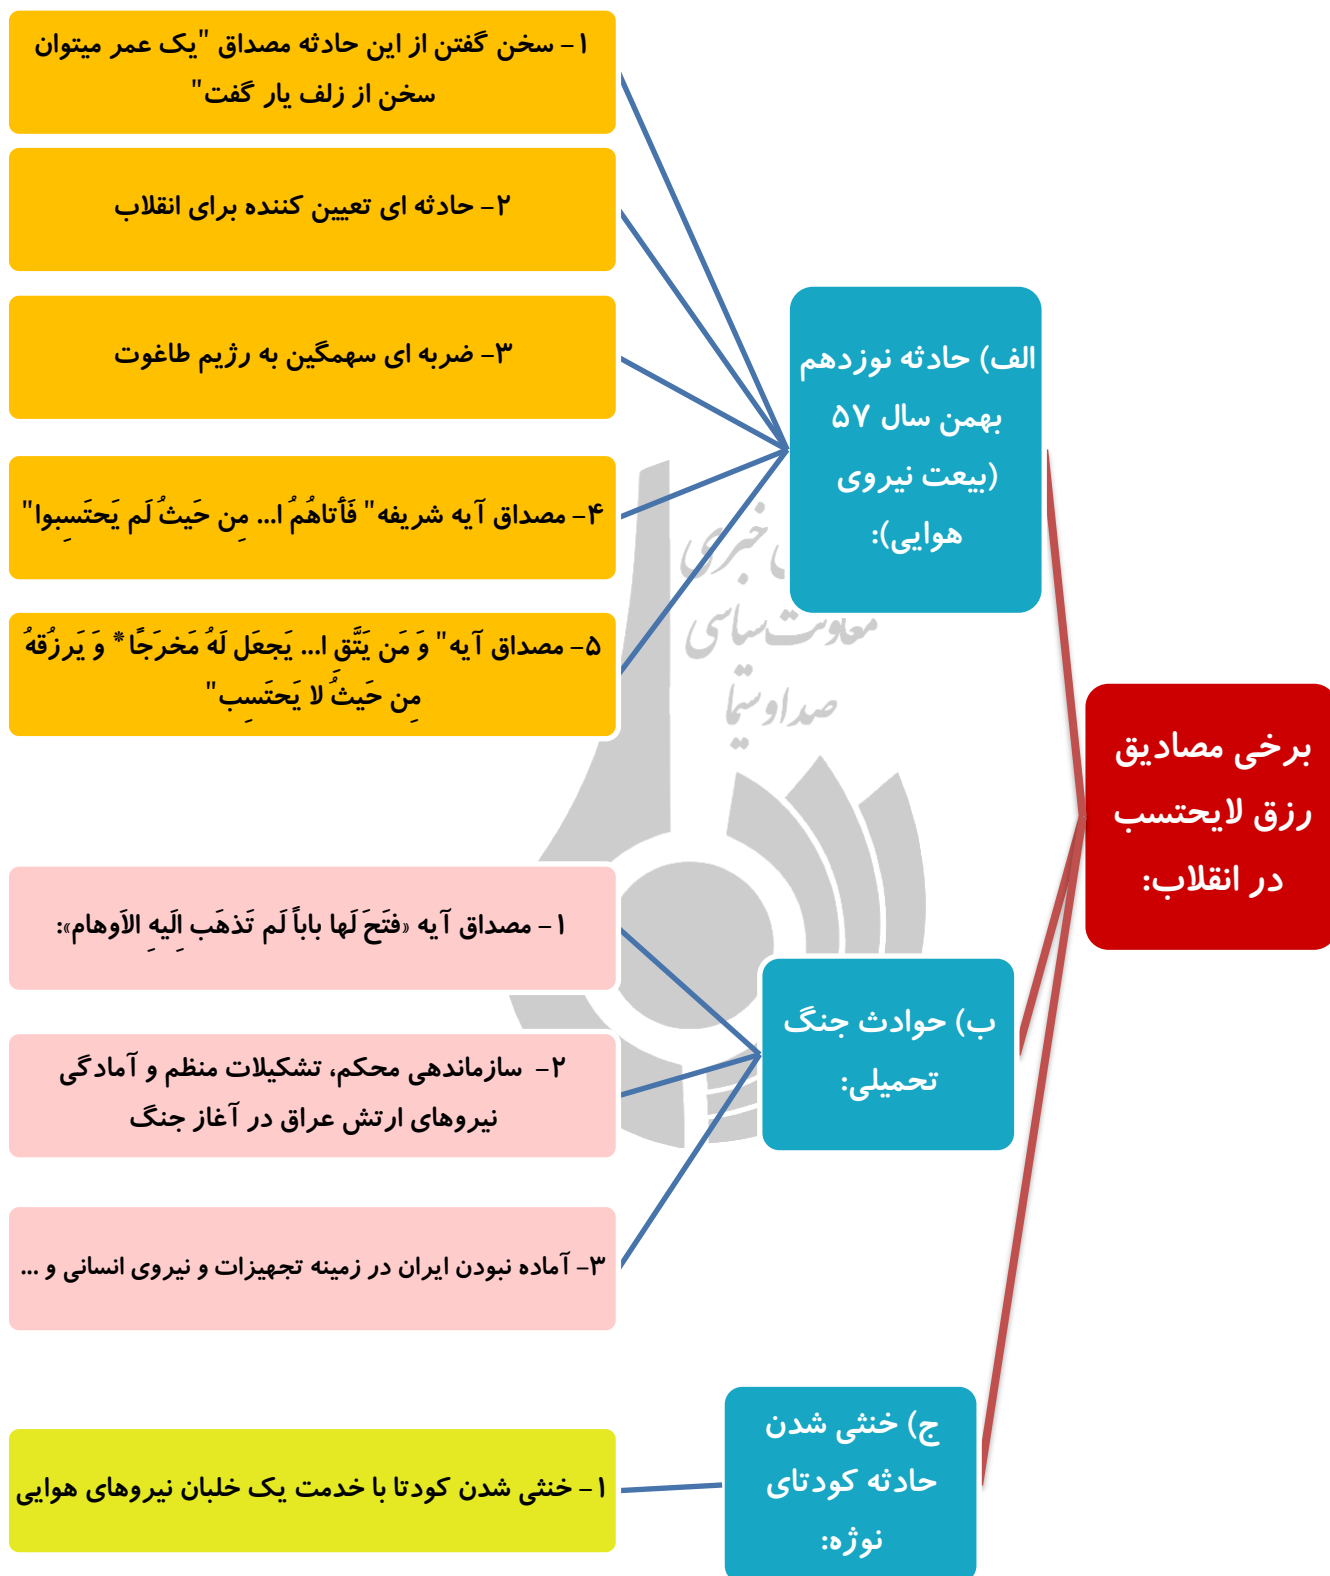 برخی مصادیق
رزق لایحتسب
در انقلاب:
الف) حادثه نوزدهم
بهمن سال ۵۷
(بیعت نیروی
هوایی):
۱- سخن گفتن از این حادثه مصداق "یک عمر میتوان
سخن از زلف یار گفت"
۲- حادثه ای تعیین کننده برای انقلاب
۳- ضربه ای سهمگین به رژیم طاغوت
۴- مصداق آیه شریفه" فَأَتاهُمُ ا... مِن حَیثُ لَم یَحتَسِبوا"
۵- مصداق آیه" وَ مَن یَتَّقِ ا... یَجعَل لَهُ مَخرَجًا* وَ یَرزُقهُ
مِن حَیثُ لا یَحتَسِب"
ب) حوادث جنگ
تحمیلی:
۱- مصداق آیه «فتَحَ لَها باباً لَم تَذهَب اِلَیهِ الاَوهام»:
۲- سازماندهی محکم، تشکیلات منظم و آمادگی
نیروهای ارتش عراق در آغاز جنگ
۳- آماده نبودن ایران در زمینه تجهیزات و نیروی انسانی و ...
ج) خنثی شدن
حادثه کودتای
نوژه:
۱- خنثی شدن کودتا با خدمت یک خلبان نیروهای هوایی
خبری
معاونت سیاسی
صداوسیما